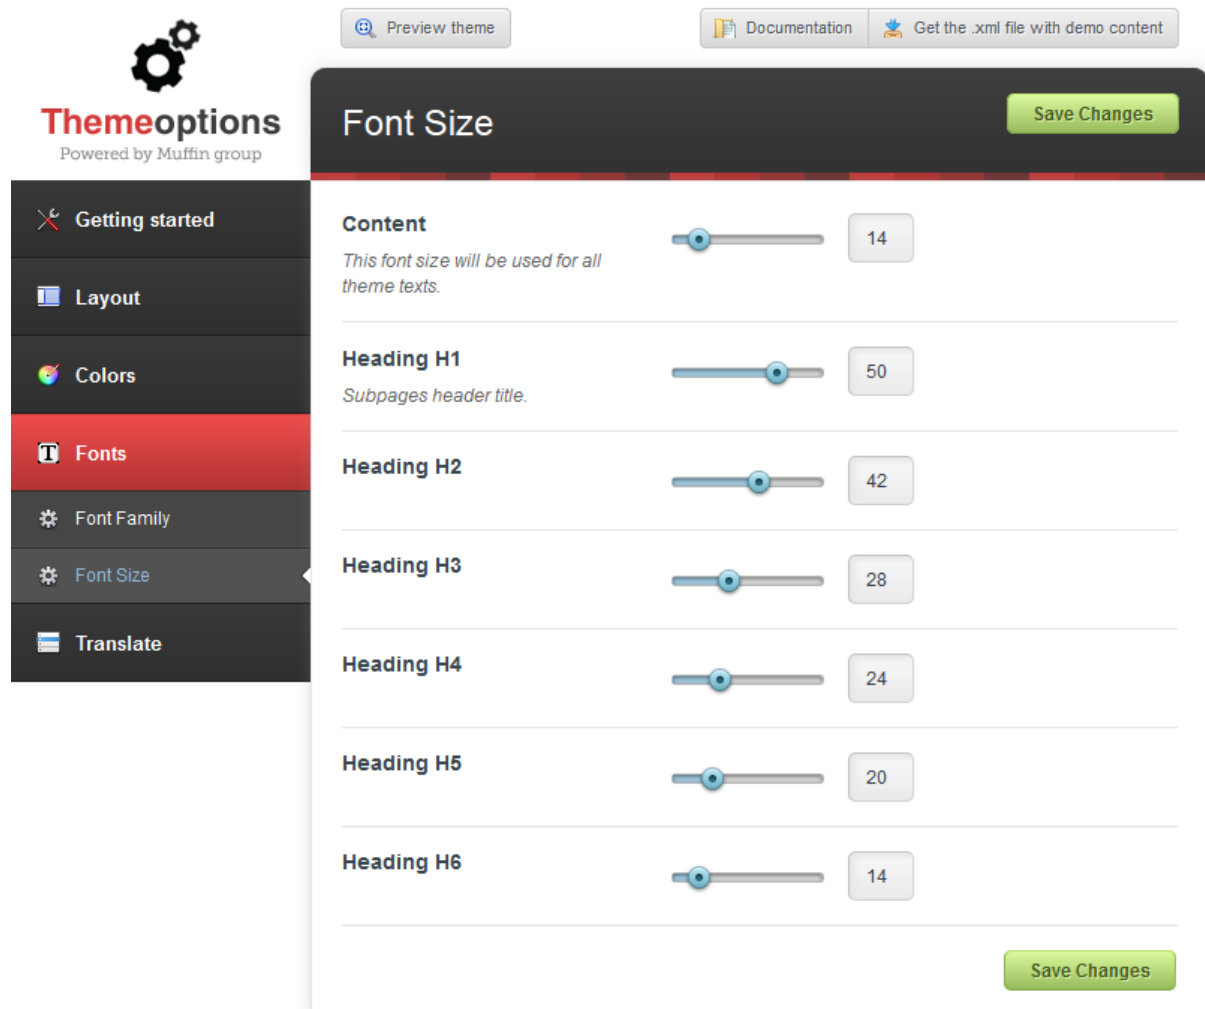 Preview theme
Documentation
Get the .xml file with demo content
Themeoptions
Powered by Muffin group
Font Size
Save Changes
Getting started
Layout
Colors
Fonts
Font Family
Font Size
Translate
Content
This font size will be used for all
theme texts.
14
Heading H1
Subpages header title.
50
Heading H2
42
Heading H3
28
Heading H4
24
Heading H5
20
Heading H6
14
Save Changes